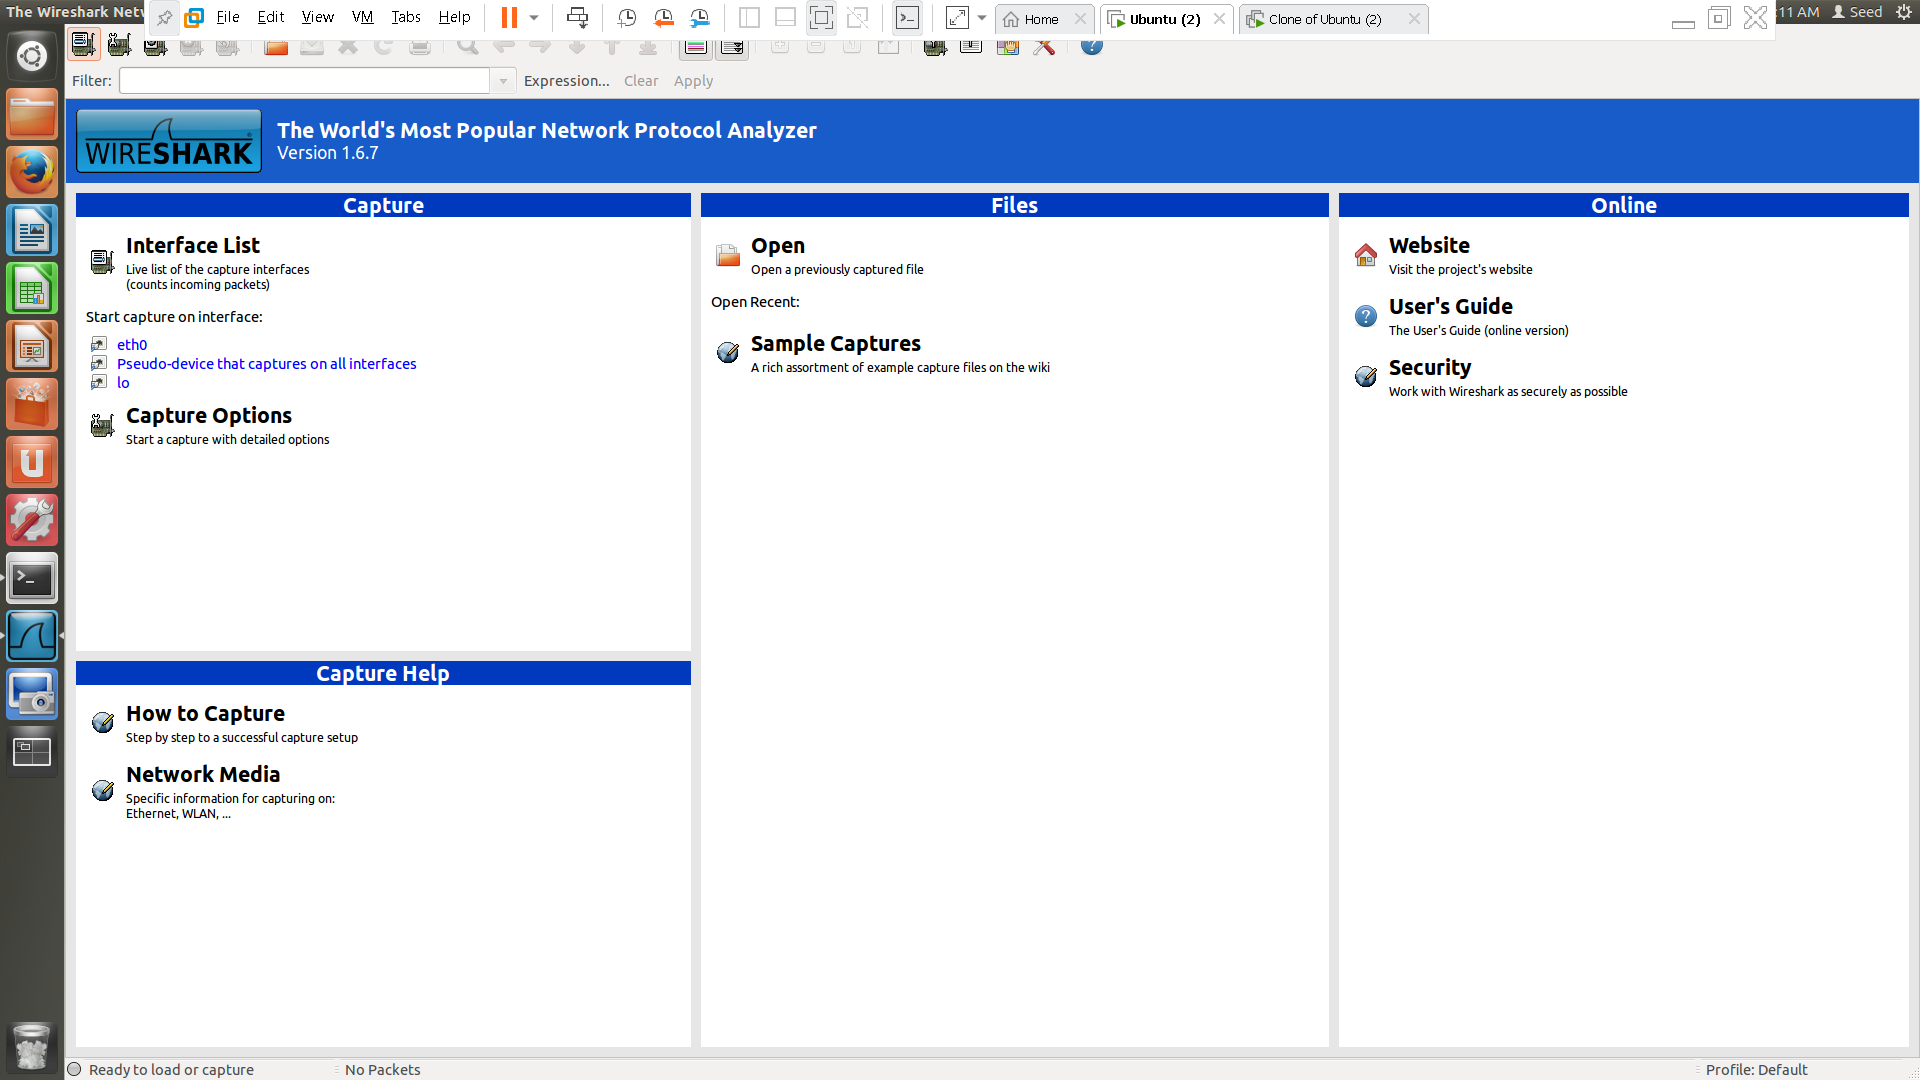 The Wireshark Netw
File Edit View VM Tabs Help
Home
Ubuntu (2)
Clone of Ubuntu (2)
:11 AM
Seed
Filter:
Expression...
Clear
Apply
WIRESHARK
The World's Most Popular Network Protocol Analyzer
Version 1.6.7
Capture
Interface List
Live list of the capture interfaces
(counts incoming packets)
Start capture on interface:
eth0
Pseudo-device that captures on all interfaces
lo
Capture Options
Start a capture with detailed options
Capture Help
How to Capture
Step by step to a successful capture setup
Network Media
Specific information for capturing on:
Ethernet, WLAN, ...
Files
Open
Open a previously captured file
Open Recent:
Sample Captures
A rich assortment of example capture files on the wiki
Online
Website
Visit the project's website
User's Guide
The User's Guide (online version)
Security
Work with Wireshark as securely as possible
Ready to load or capture
No Packets
Profile: Default